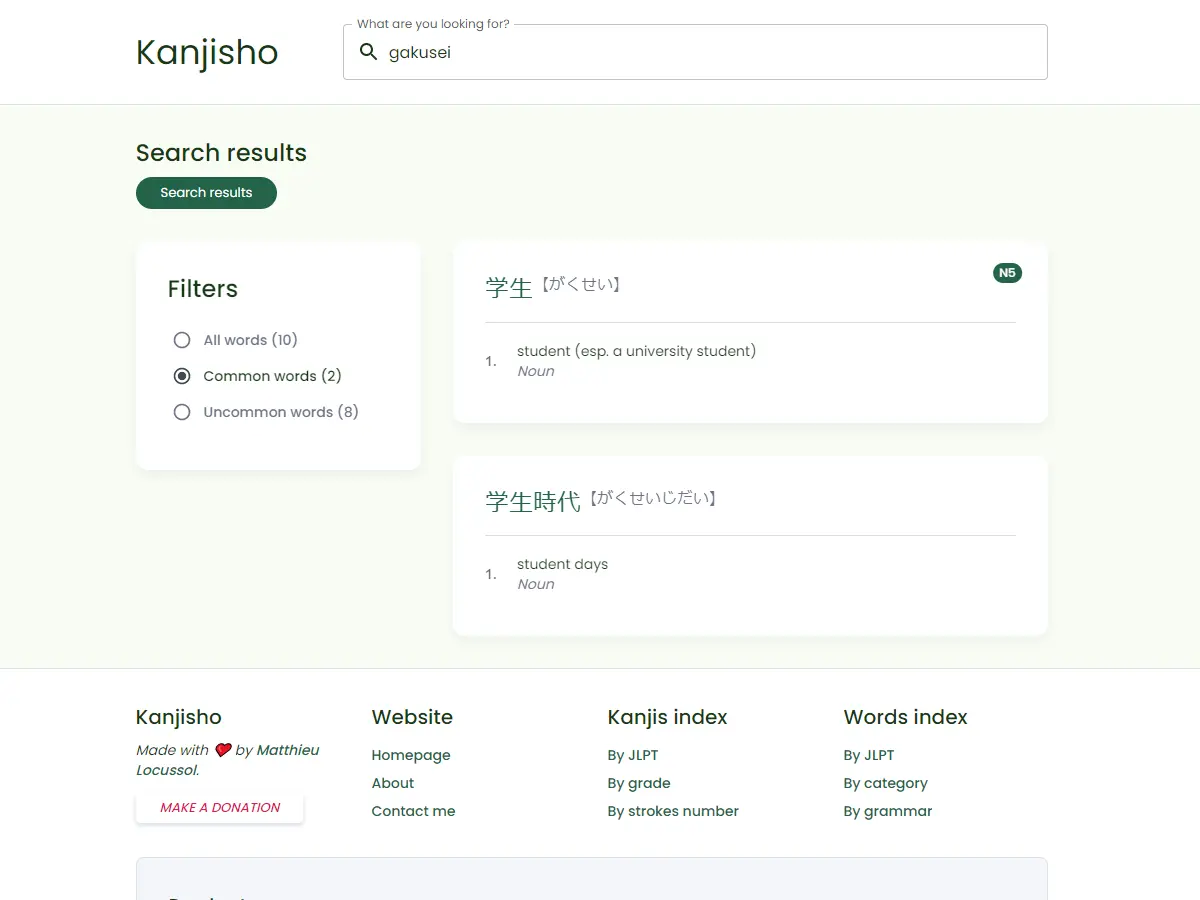 What are you looking for?
Kanjisho
gakusei
Search results
Search results
Filters
All words (10)
Common words (2)
Uncommon words (8)
学生【がくせい】
N5
1. student (esp. a university student)
Noun
学生時代【がくせいじだい】
1. student days
Noun
Kanjisho
Made with ❤️ by Matthieu
Locussol.
MAKE A DONATION
Website
Homepage
About
Contact me
Kanjis index
By JLPT
By grade
By strokes number
Words index
By JLPT
By category
By grammar